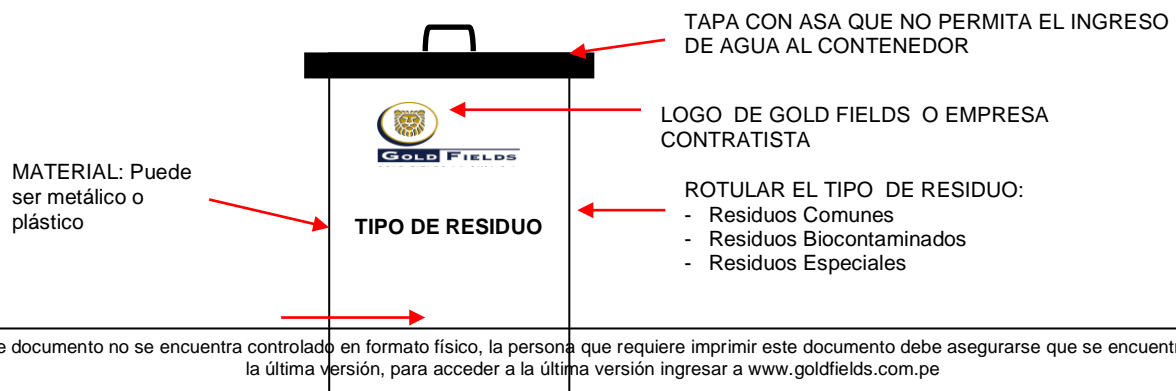 TAPA CON ASA QUE NO PERMITA EL INGRESO
DE AGUA AL CONTENEDOR
LOGO DE GOLD FIELDS O EMPRESA
CONTRATISTA
GOLD FIELDS
MATERIAL: Puede
ser metálico o
plástico
ROTULAR EL TIPO DE RESIDUO:
- Residuos Comunes
- Residuos Biocontaminados
- Residuos Especiales
TIPO DE RESIDUO
e documento no se encuentra controlado en formato físico, la persona que requiere imprimir este documento debe asegurarse que se encuent
la última versión, para acceder a la última versión ingresar a www.goldfields.com.pe